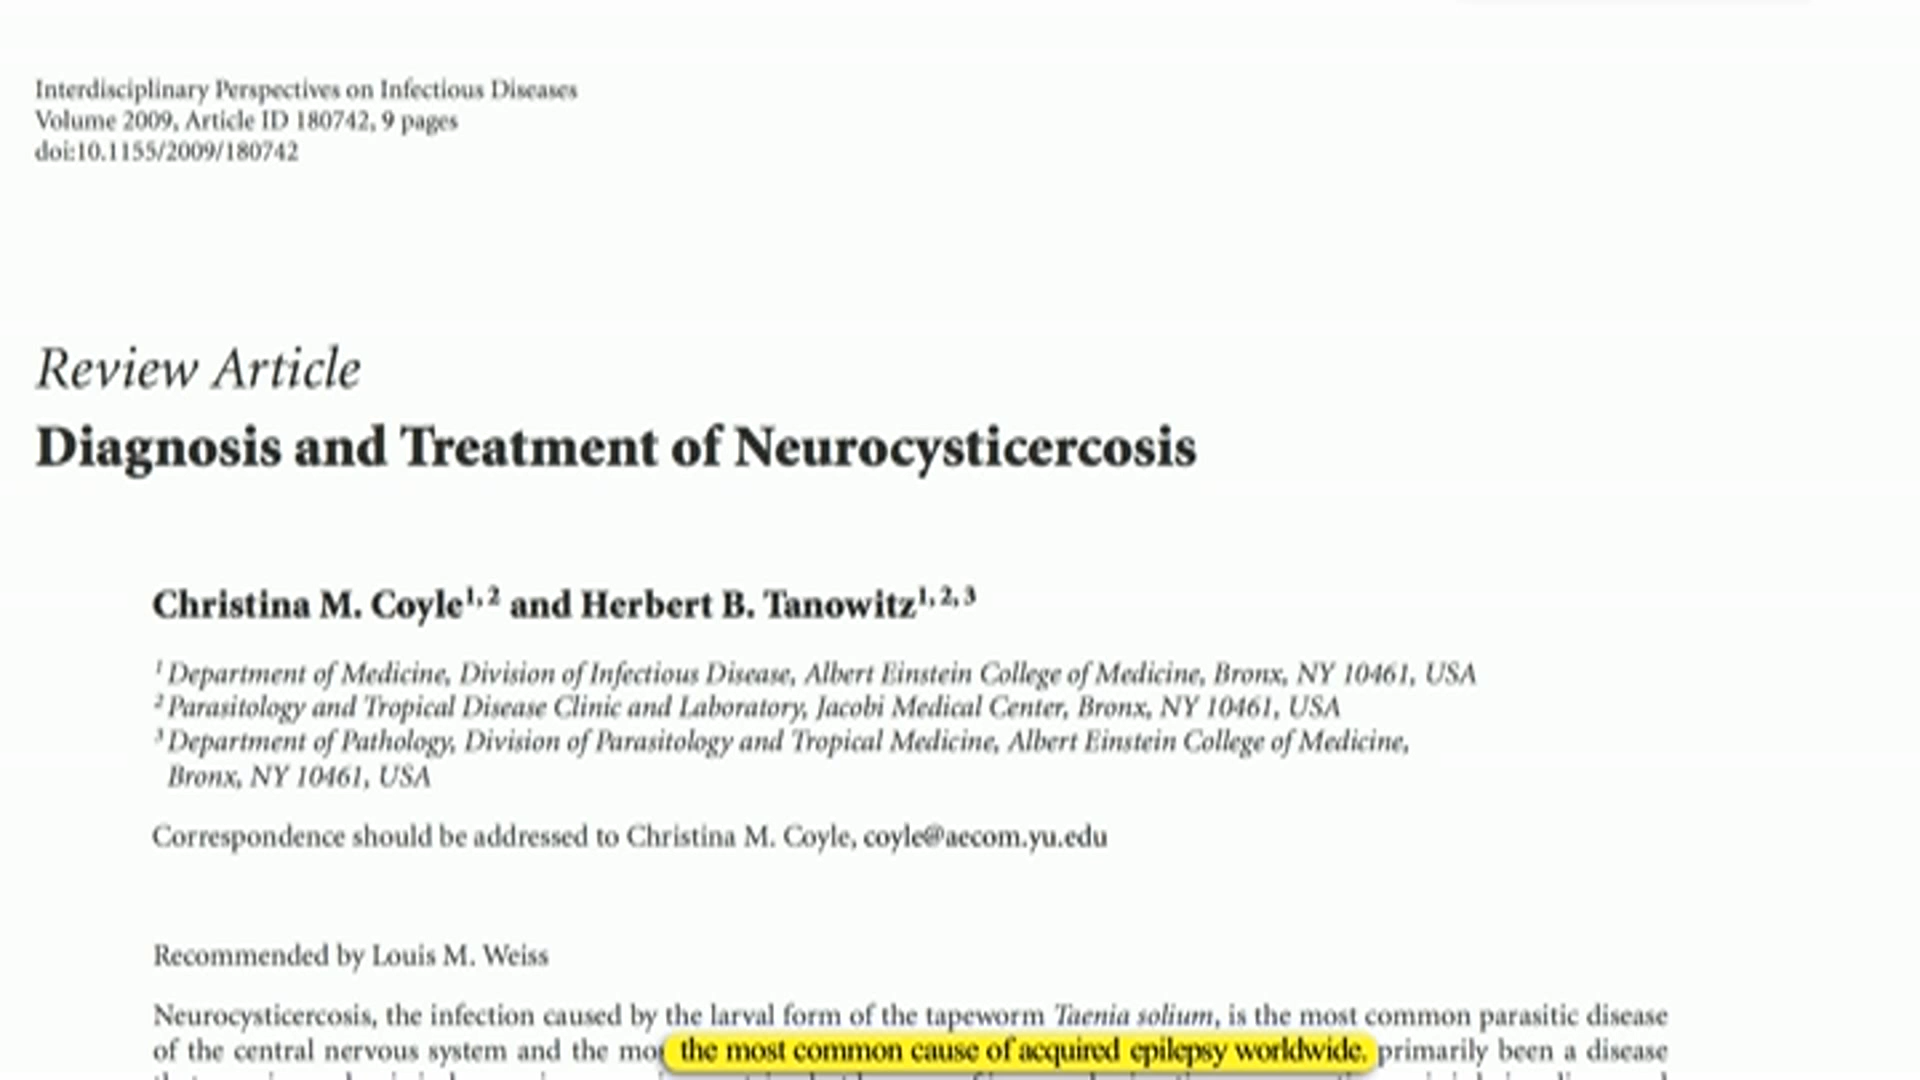 Interdisciplinary Perspectives on Infectious Diseases
Volume 2009, Article ID 180742, 9 pages
doi:10.1155/2009/180742
Review Article
Diagnosis and Treatment of Neurocysticercosis
Christina M. Coyle1,2 and Herbert B. Tanowitz1,2,3
1 Department of Medicine, Division of Infectious Disease, Albert Einstein College of Medicine, Bronx, NY 10461, USA
2 Parasitology and Tropical Disease Clinic and Laboratory, Jacobi Medical Center, Bronx, NY 10461, USA
3 Department of Pathology, Division of Parasitology and Tropical Medicine, Albert Einstein College of Medicine,
Bronx, NY 10461, USA
Correspondence should be addressed to Christina M. Coyle, coyle@aecom.yu.edu
Recommended by Louis M. Weiss
Neurocysticercosis, the infection caused by the larval form of the tapeworm Taenia solium, is the most common parasitic disease
of the central nervous system and the mo the most common cause of acquired epilepsy worldwide. primarily been a disease